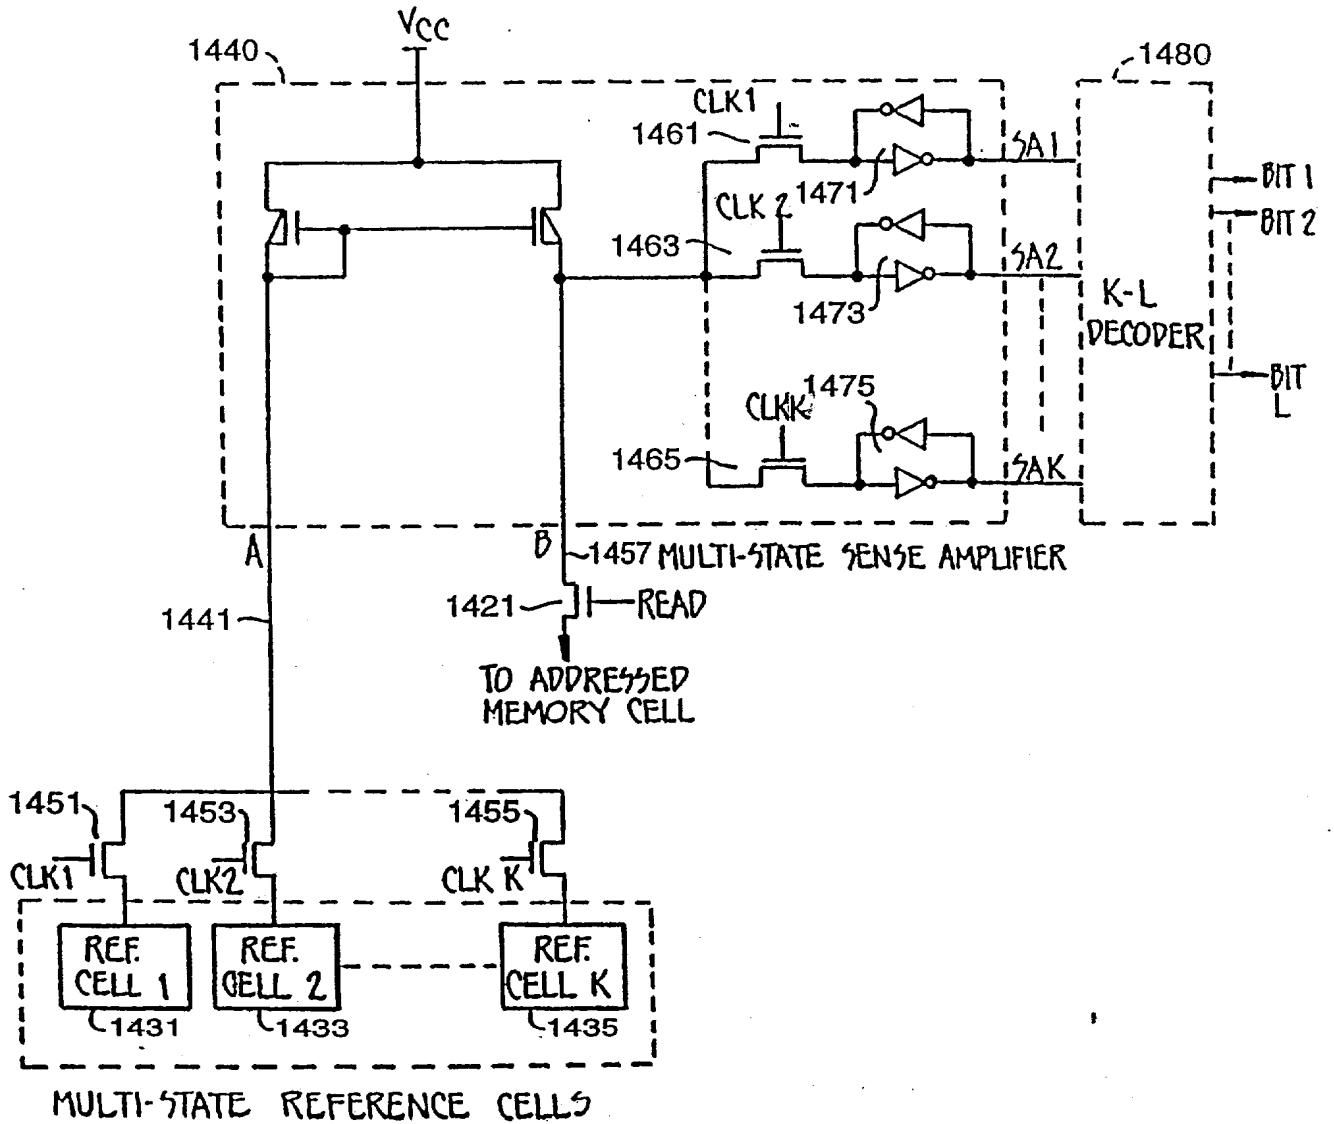 VCC
1440
1480
CLK1
1461
SA1
1471
BIT 1
CLK 2
BIT 2
1463
SA2
1473
K-L
DECODER
1475
BIT
L
CLKK
1465
SAK
A
B
1457
MULTI-STATE SENSE AMPLIFIER
1421
READ
1441
TO ADDRESSED
MEMORY CELL
1451
1453
1455
CLK1
CLK2
CLK K
REF.
CELL 1
REF.
CELL 2
REF.
CELL K
1431
1433
1435
MULTI-STATE REFERENCE CELLS